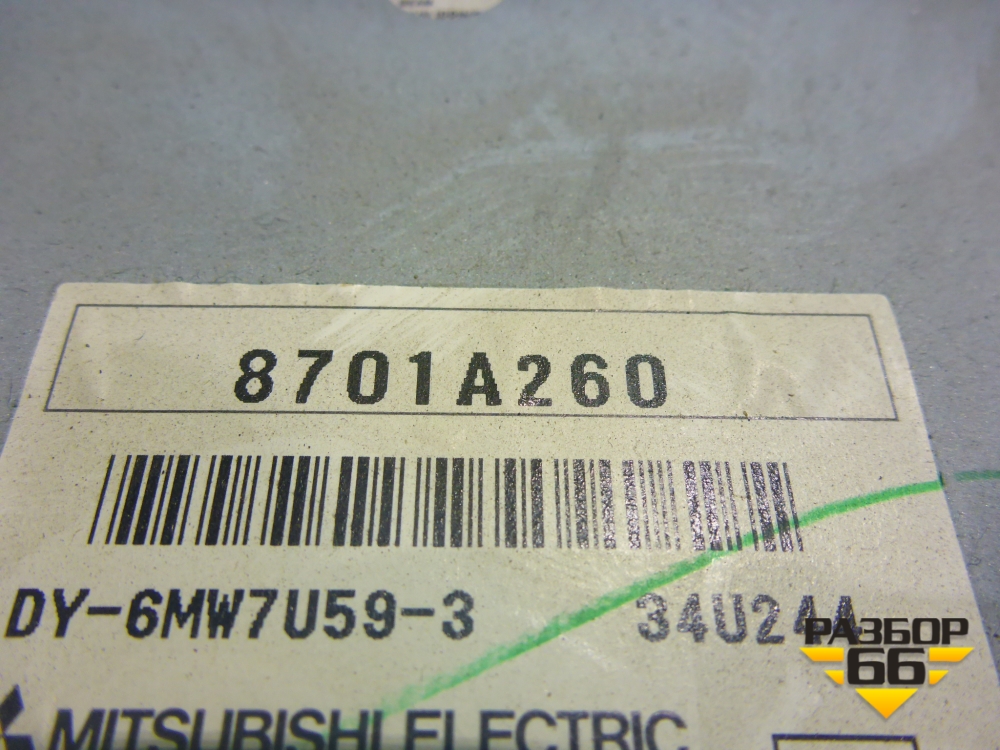 8701A260
DY-6MW7U59-3
34U24A
РАЗБОР
66
MITSUBISHI ELECTRIC